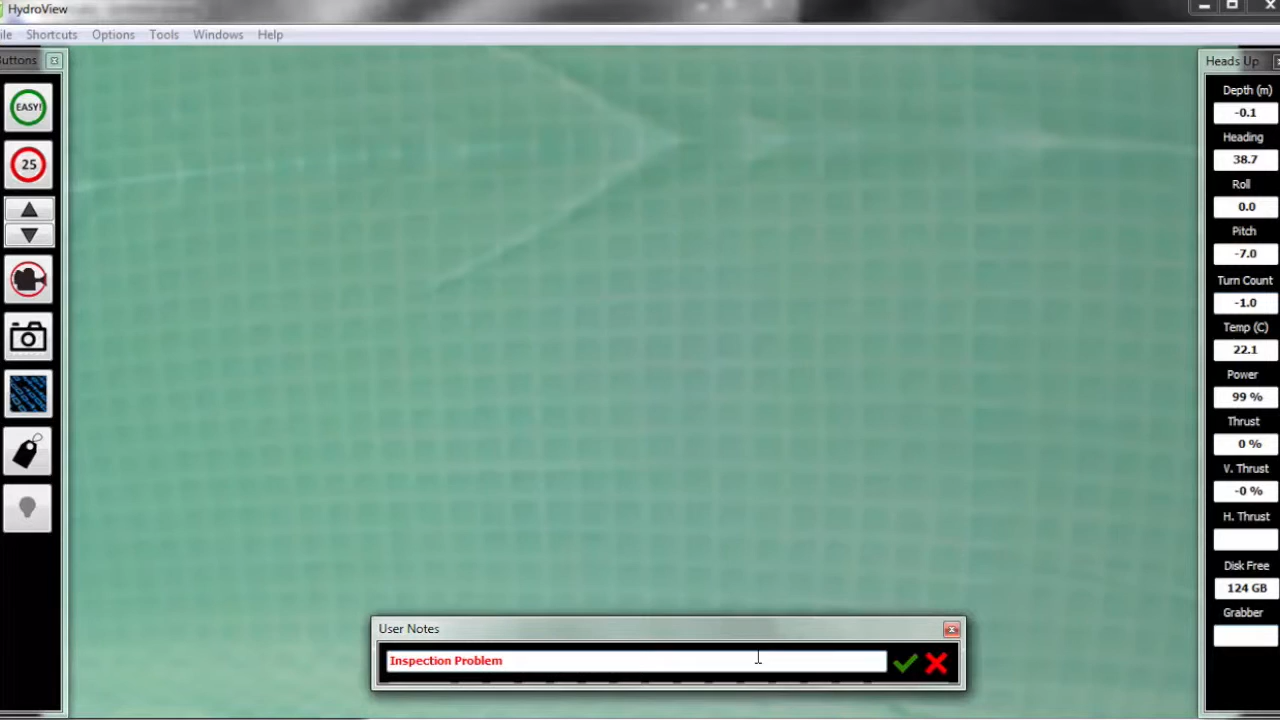 HydroView
ile Shortcuts Options Tools Windows Help
uttons
EASY!
25
Heads Up
Depth (m)
-0.1
Heading
38.7
Roll
0.0
Pitch
-7.0
Turn Count
-1.0
Temp (C)
22.1
Power
99 %
Thrust
0 %
V. Thrust
-0 %
H. Thrust
Disk Free
124 GB
Grabber
User Notes
Inspection Problem